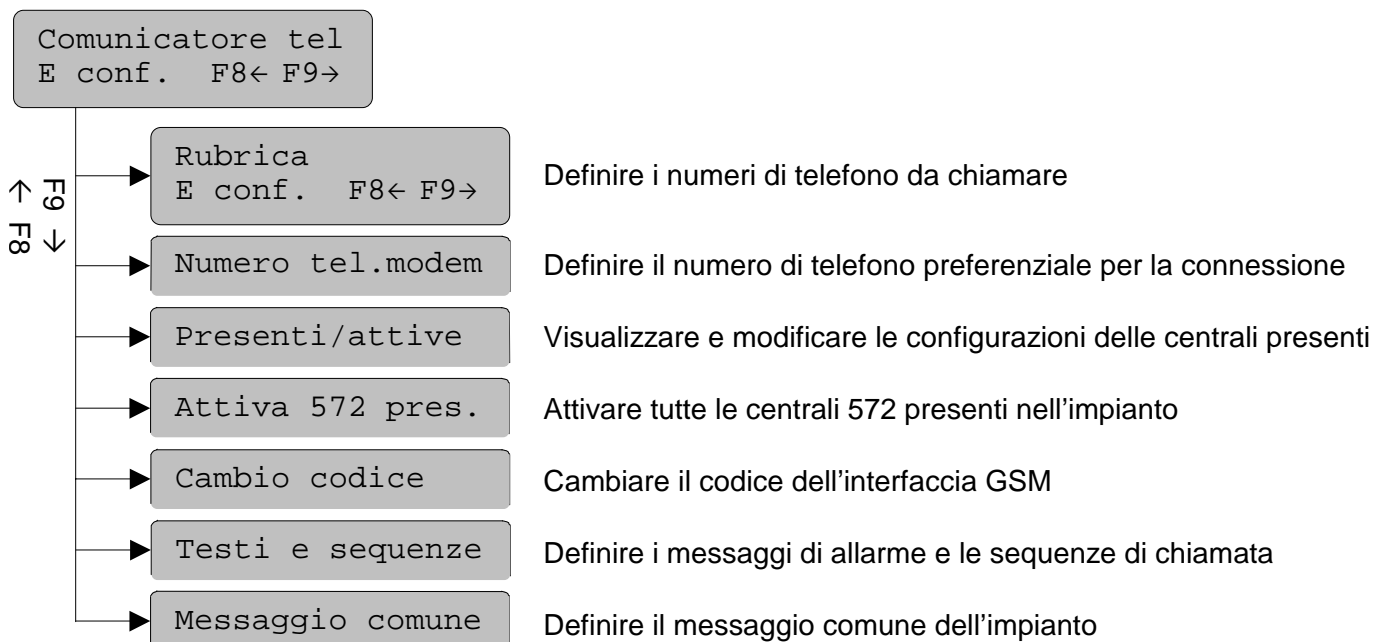 Comunicatore tel
E conf. F8← F9→
F9 →
← F8
Rubrica
E conf. F8← F9→
Definire i numeri di telefono da chiamare
Numero tel.modem
Definire il numero di telefono preferenziale per la connessione
Presenti/attive
Visualizzare e modificare le configurazioni delle centrali presenti
Attiva 572 pres.
Attivare tutte le centrali 572 presenti nell’impianto
Cambio codice
Cambiare il codice dell’interfaccia GSM
Testi e sequenze
Definire i messaggi di allarme e le sequenze di chiamata
Messaggio comune
Definire il messaggio comune dell’impianto